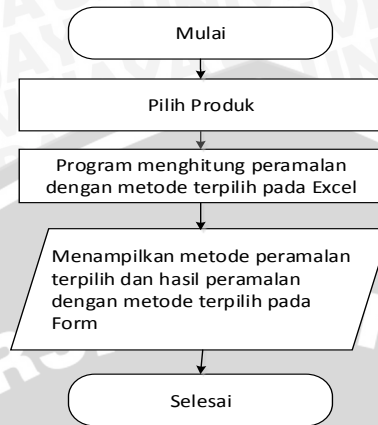 Mulai
Pilih Produk
Program menghitung peramalan
dengan metode terpilih pada Excel
Menampilkan metode peramalan
terpilih dan hasil peramalan
dengan metode terpilih pada
Form
Selesai